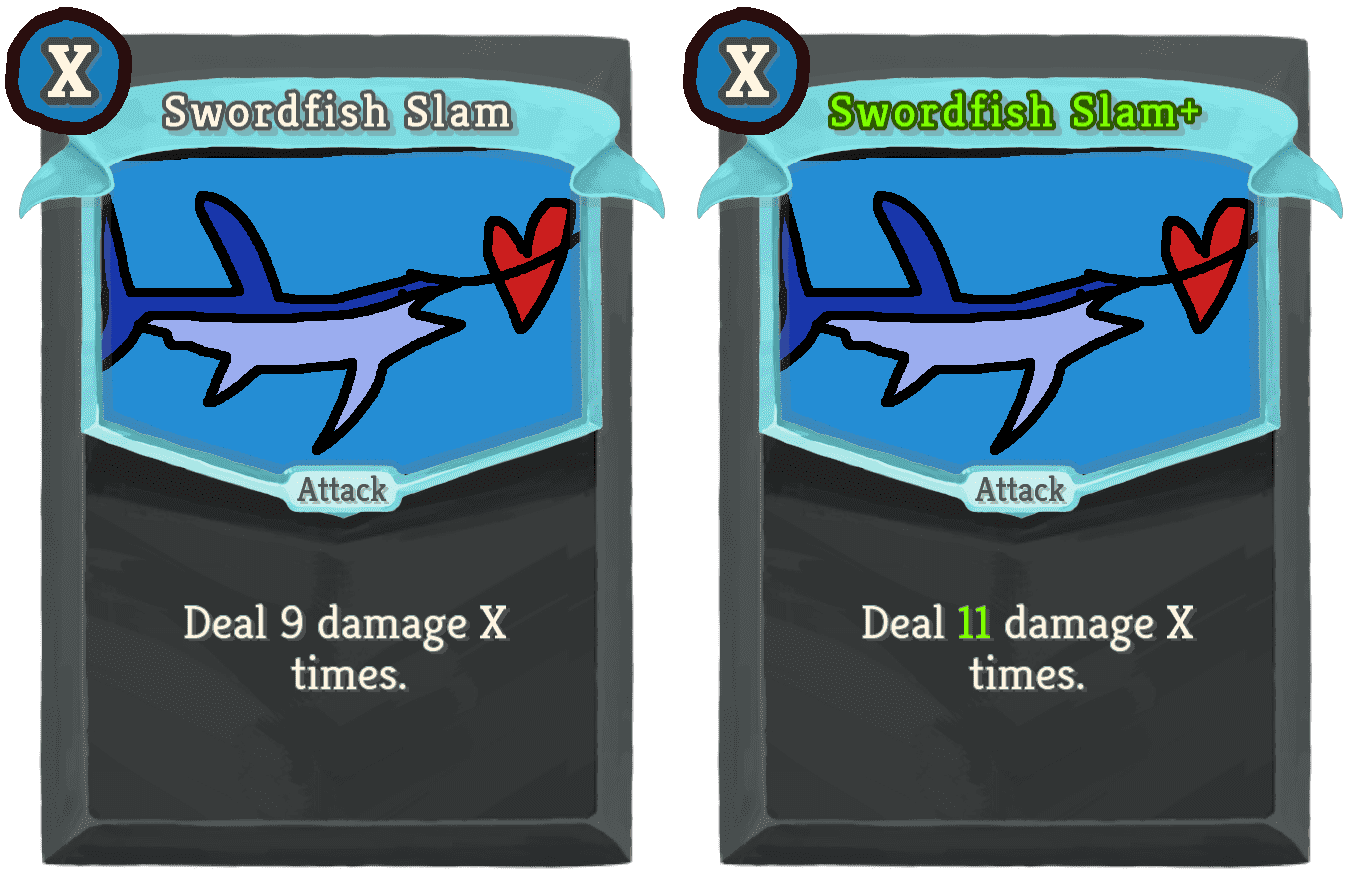 X
Swordfish Slam
Attack
Deal 9 damage X
times.
X
Swordfish Slam+
Attack
Deal 11 damage X
times.